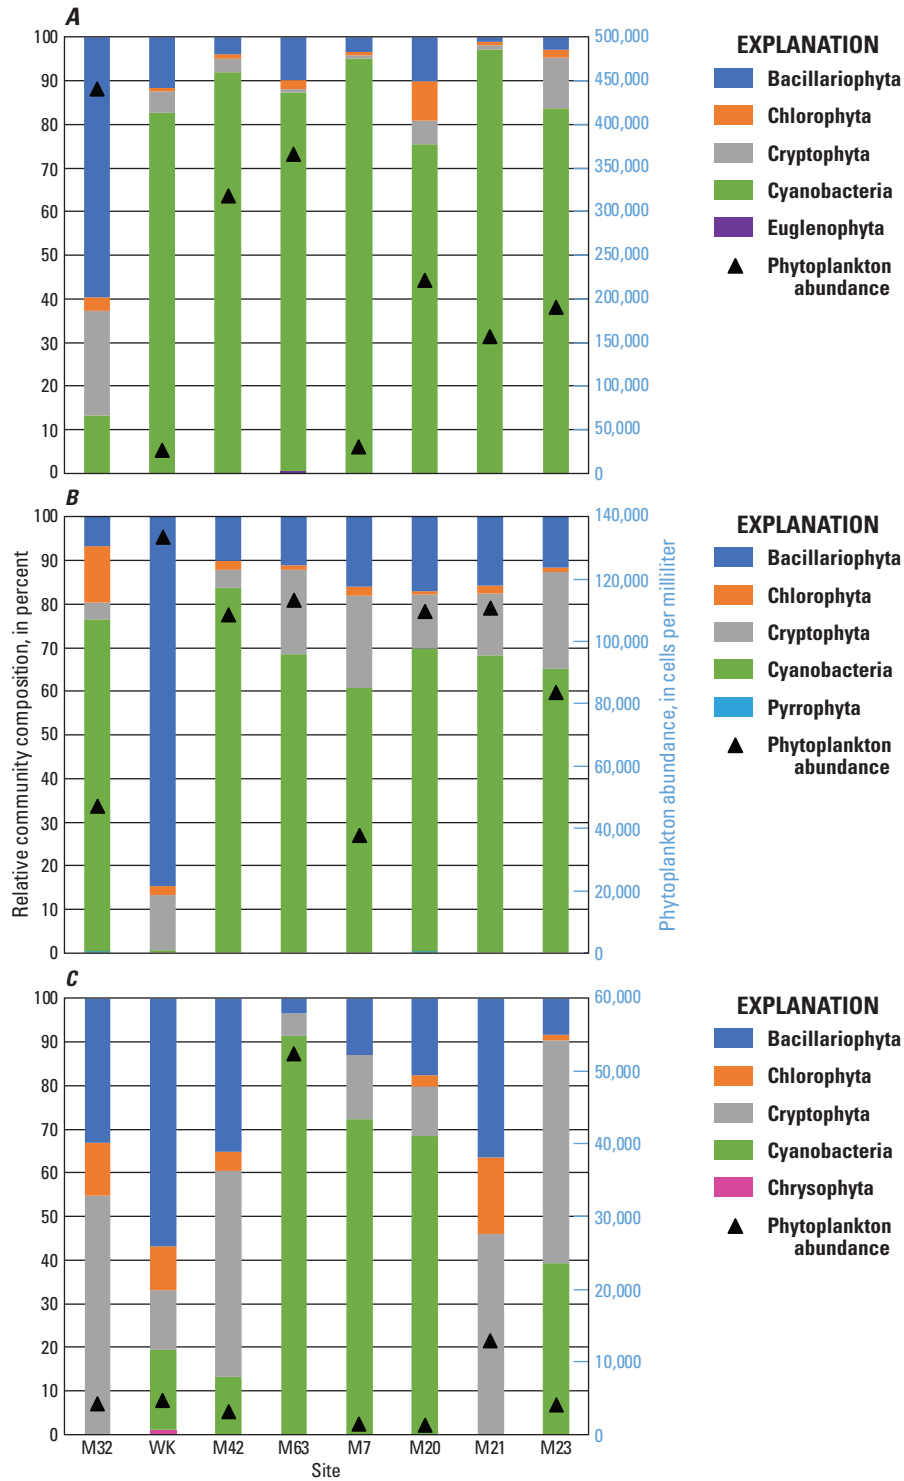 A
100
90
80
70
60
50
40
30
20
10
0
500,000
450,000
400,000
350,000
300,000
250,000
200,000
150,000
100,000
50,000
0
EXPLANATION
Bacillariophyta
Chlorophyta
Cryptophyta
Cyanobacteria
Euglenophyta
Phytoplankton
abundance
B
Relative community composition, in percent
100
90
80
70
60
50
40
30
20
10
0
140,000
120,000
100,000
80,000
60,000
40,000
20,000
0
Phytoplankton abundance, in cells per milliliter
EXPLANATION
Bacillariophyta
Chlorophyta
Cryptophyta
Cyanobacteria
Pyrrophyta
Phytoplankton
abundance
C
100
90
80
70
60
50
40
30
20
10
0
60,000
50,000
40,000
30,000
20,000
10,000
0
EXPLANATION
Bacillariophyta
Chlorophyta
Cryptophyta
Cyanobacteria
Chrysophyta
Phytoplankton
abundance
M32 WK M42 M63 M7 M20 M21 M23
Site